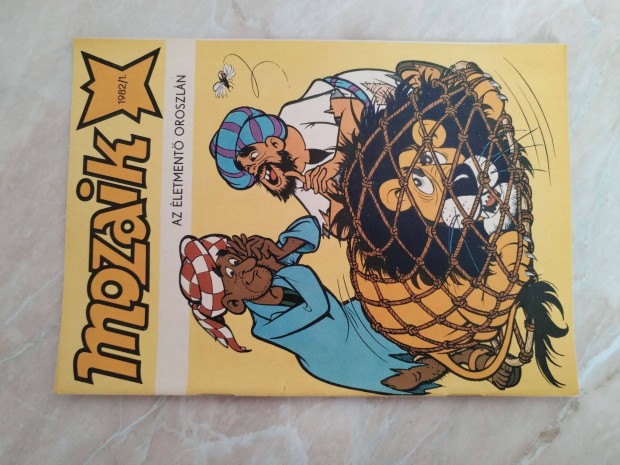 mozaik
1982/1.
AZ ÉLETMENTŐ OROSZLÁN